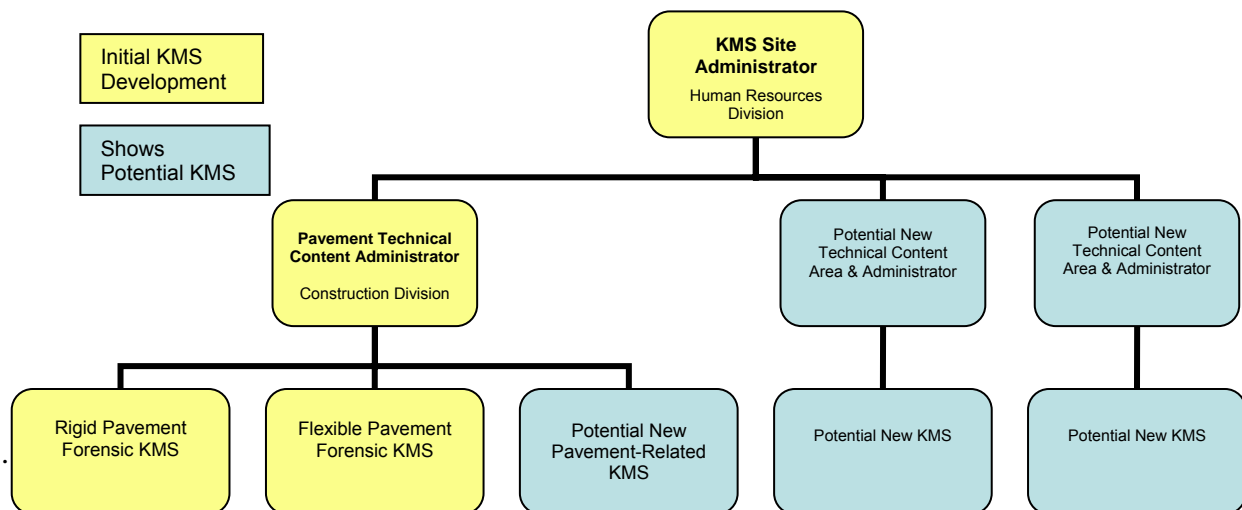 Initial KMS
Development
Shows
Potential KMS
KMS Site
Administrator
Human Resources
Division
Pavement Technical
Content Administrator
Construction Division
Potential New
Technical Content
Area & Administrator
Potential New
Technical Content
Area & Administrator
Rigid Pavement
Forensic KMS
Flexible Pavement
Forensic KMS
Potential New
Pavement-Related
KMS
Potential New KMS
Potential New KMS
.